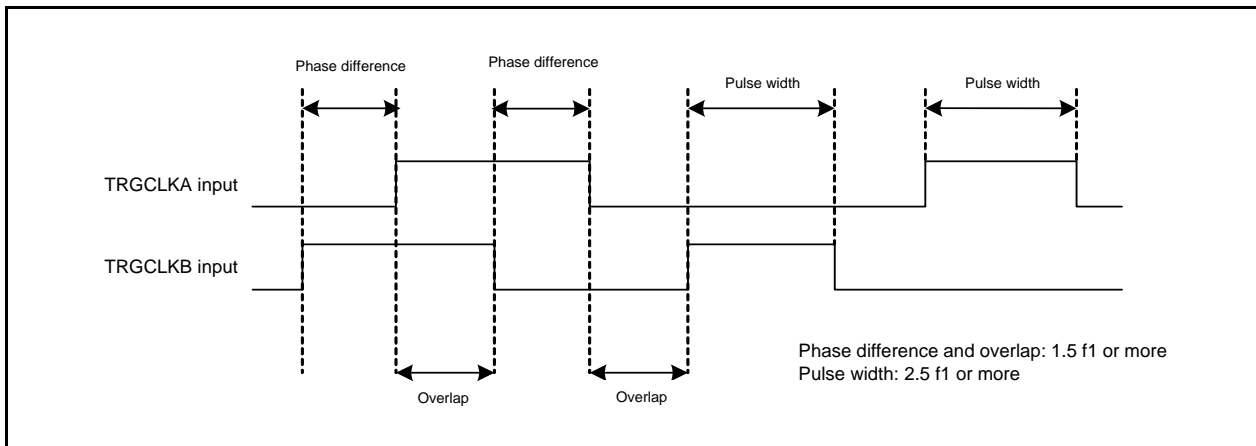 Phase difference
Phase difference
Pulse width
Pulse width
TRGCLKA input
TRGCLKB input
Overlap
Overlap
Phase difference and overlap: 1.5 f1 or more
Pulse width: 2.5 f1 or more